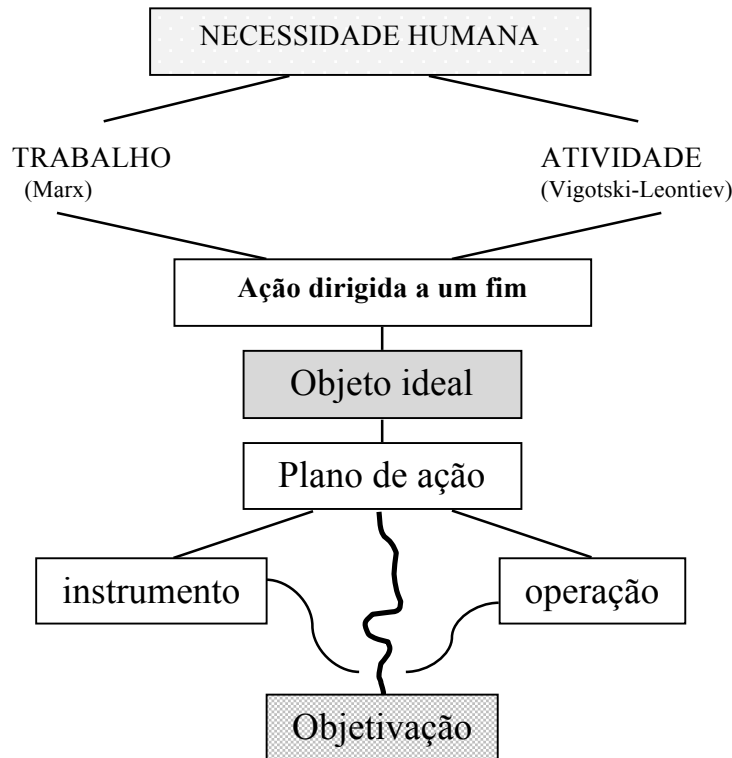 NECESSIDADE HUMANA
TRABALHO
(Marx)
ATIVIDADE
(Vigotski-Leontiev)
Ação dirigida a um fim
Objeto ideal
Plano de ação
instrumento
operação
Objetivação